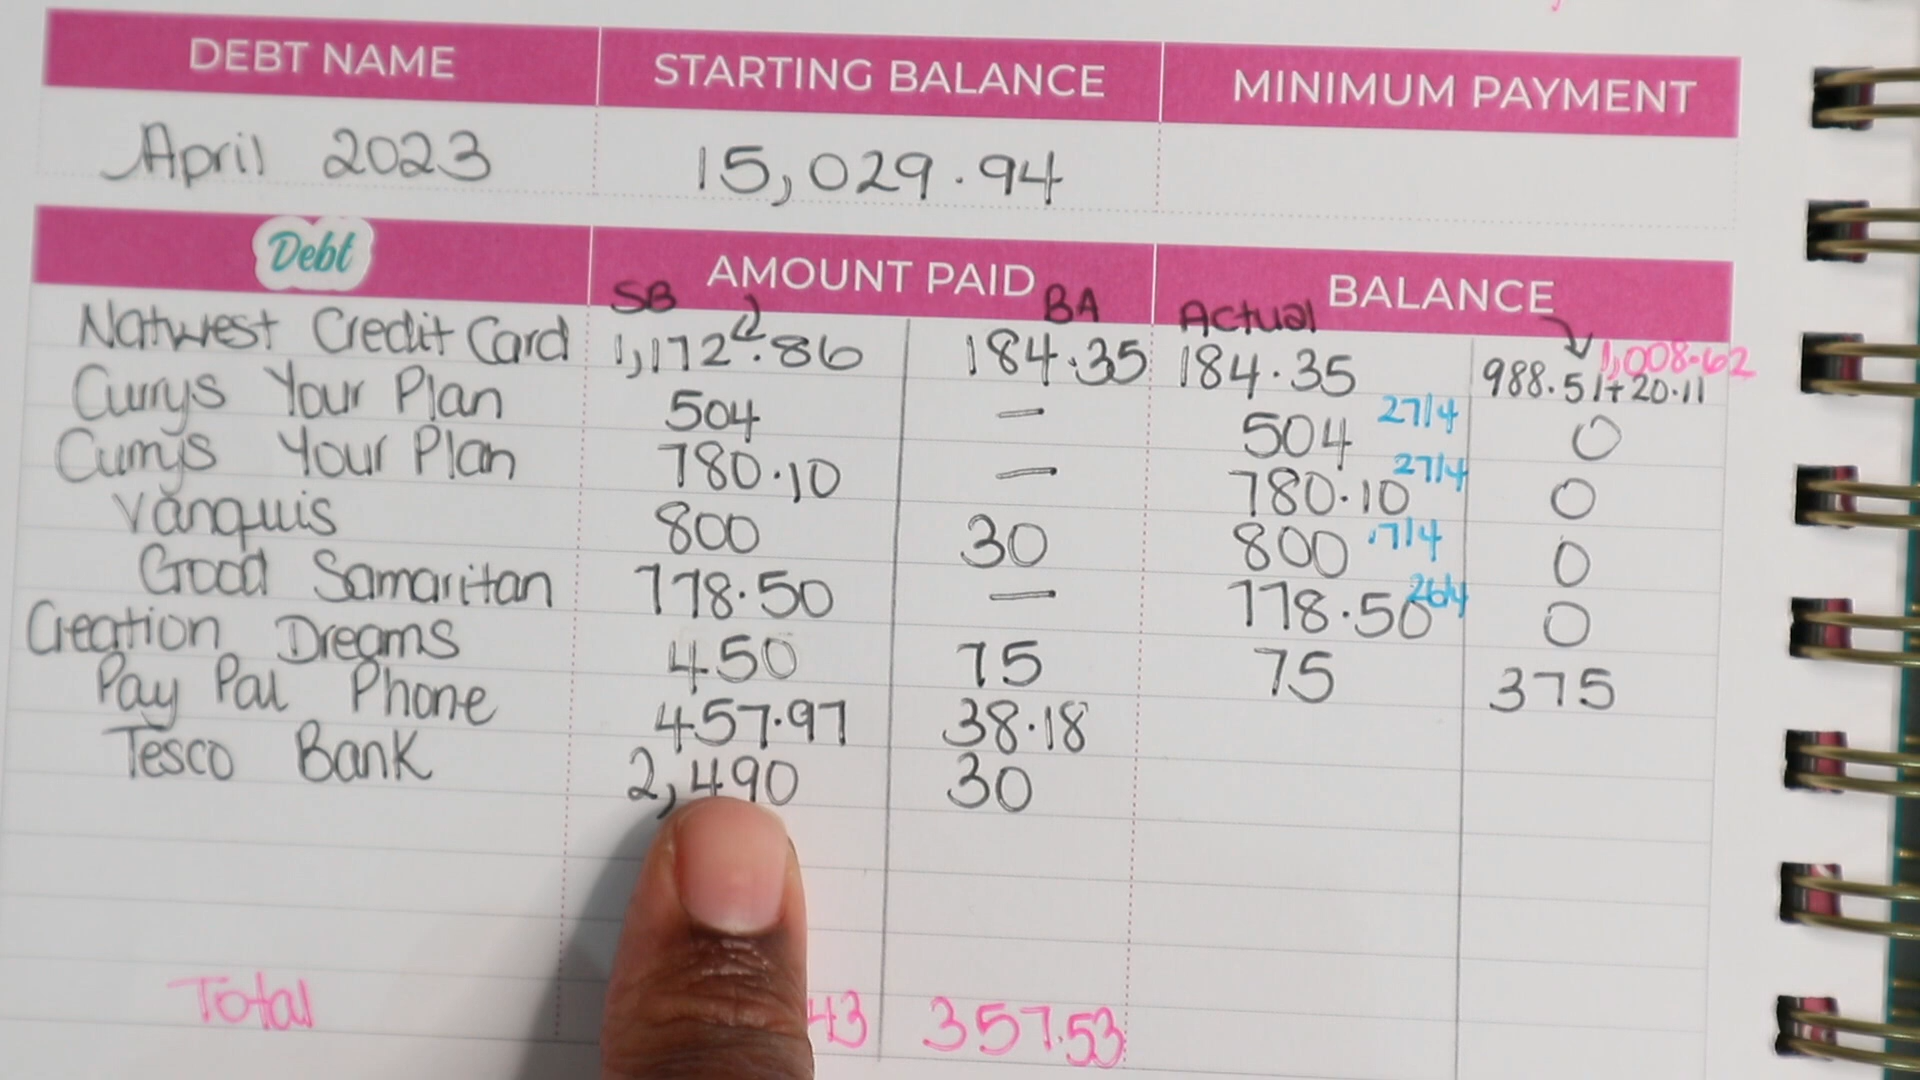 DEBT NAME STARTING BALANCE MINIMUM PAYMENT
April 2023 15,029.94
Debt AMOUNT PAID BALANCE
SB BA Actual
Natwest Credit Card 1,172.86 184.35 184.35 988.51+20.11 1,008.62
Currys Your Plan 504 — 504 27/4 0
Currys Your Plan 780.10 — 780.10 27/4 0
Vanquis 800 30 800 17/4 0
Good Samaritan 778.50 — 778.50 26/4 0
Creation Dreams 450 75 75 375
Pay Pal Phone 457.97 38.18
Tesco Bank 2,490 30
Total 43 357.53